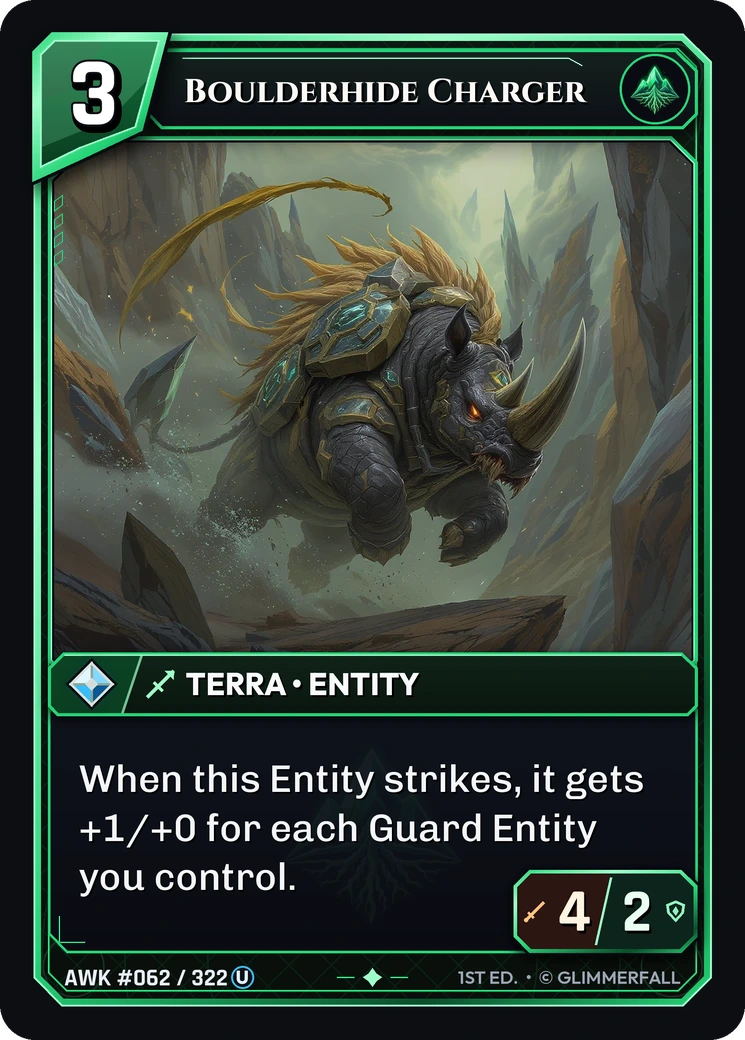 3
BOULDERHIDE CHARGER
TERRA • ENTITY
When this Entity strikes, it gets
+1/+0 for each Guard Entity
you control.
4/2
AWK #062 / 322 U
1ST ED. • © GLIMMERFALL